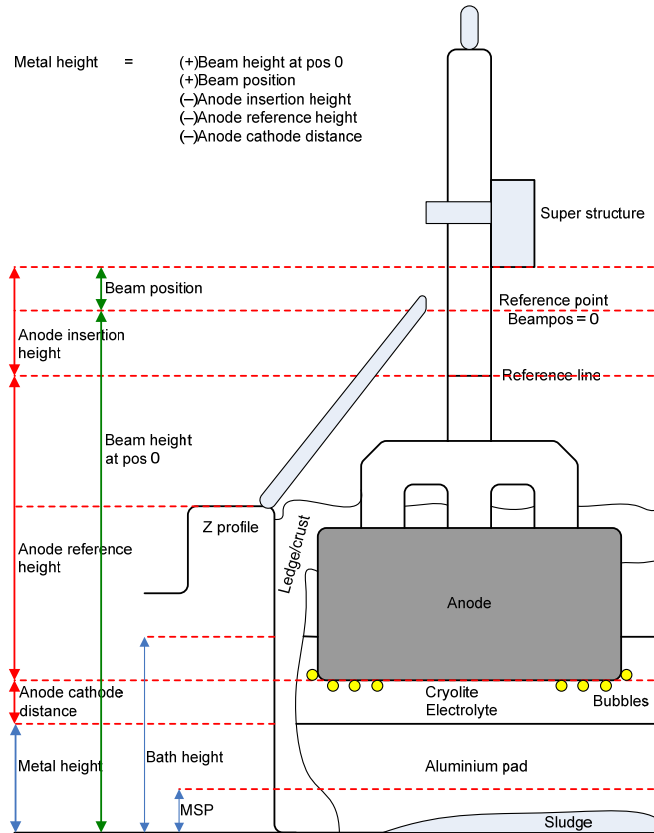 Metal height = (+)Beam height at pos 0
(+)Beam position
(–)Anode insertion height
(–)Anode reference height
(–)Anode cathode distance
Super structure
Beam position
Reference point
Beampos = 0
Anode insertion
height
Reference line
Beam height
at pos 0
Z profile
Ledge/crust
Anode reference
height
Anode
Anode cathode
distance
Cryolite
Electrolyte
Bubbles
Bath height
Metal height
Aluminium pad
MSP
Sludge